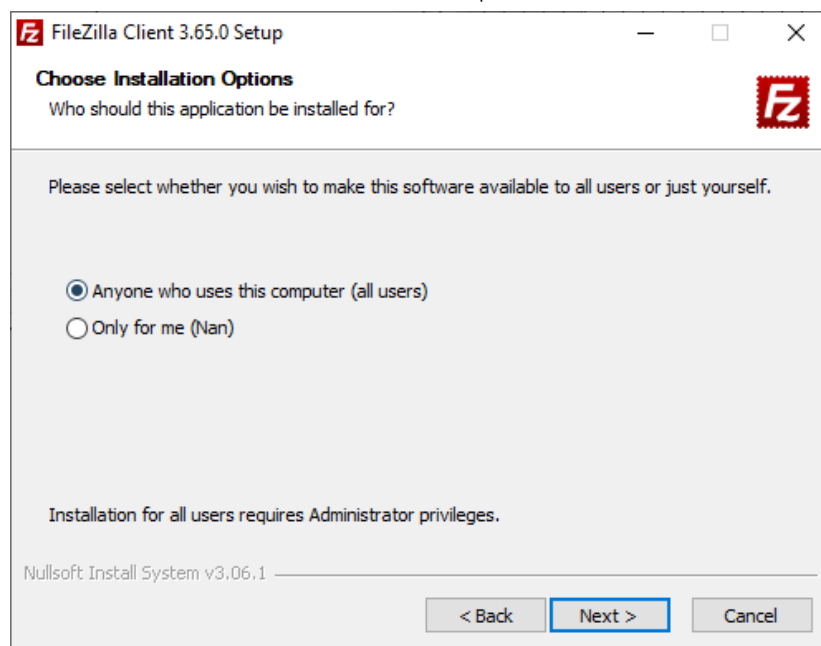 FileZilla Client 3.65.0 Setup
Choose Installation Options
Who should this application be installed for?
Fz
Please select whether you wish to make this software available to all users or just yourself.
Anyone who uses this computer (all users)
Only for me (Nan)
Installation for all users requires Administrator privileges.
Nullsoft Install System v3.06.1
< Back Next > Cancel